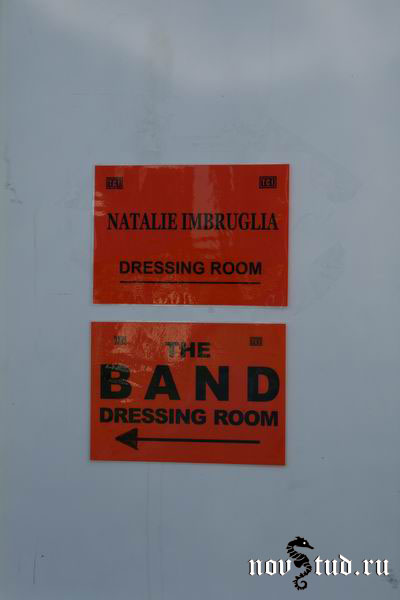 NATALIE IMBRUGLIA
DRESSING ROOM
THE
BAND
DRESSING ROOM
novStud.ru